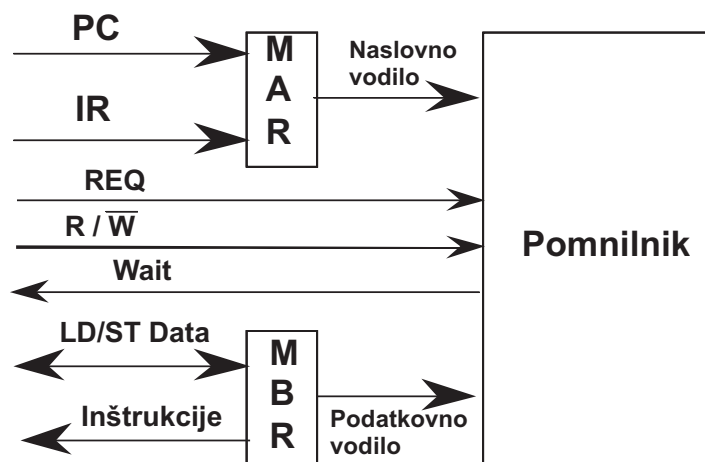 PC
M
A
R
Naslovno
vodilo
IR
REQ
R / W̅
Pomnilnik
Wait
LD/ST Data
M
B
R
Inštrukcije
Podatkovno
vodilo